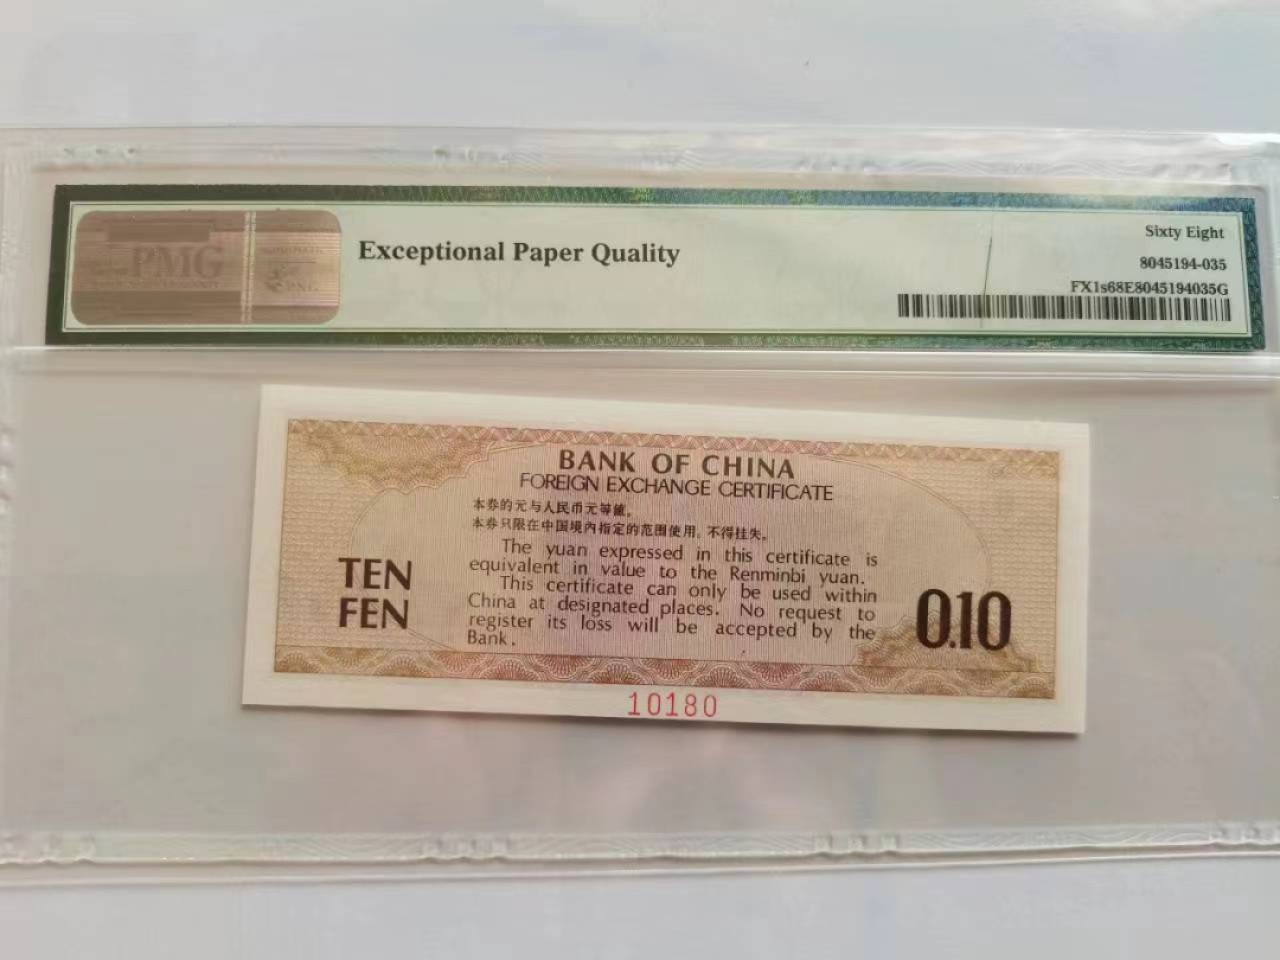 PMG
Exceptional Paper Quality
Sixty Eight
8045194-035
FX1s68E8045194035G
BANK OF CHINA
FOREIGN EXCHANGE CERTIFICATE
本券的元与人民币元等值。
本券只限在中国境内指定的范围使用，不得挂失。
The yuan expressed in this certificate is
equivalent in value to the Renminbi yuan.
This certificate can only be used within
China at designated places. No request to
register its loss will be accepted by the
Bank.
TEN
FEN
0.10
10180